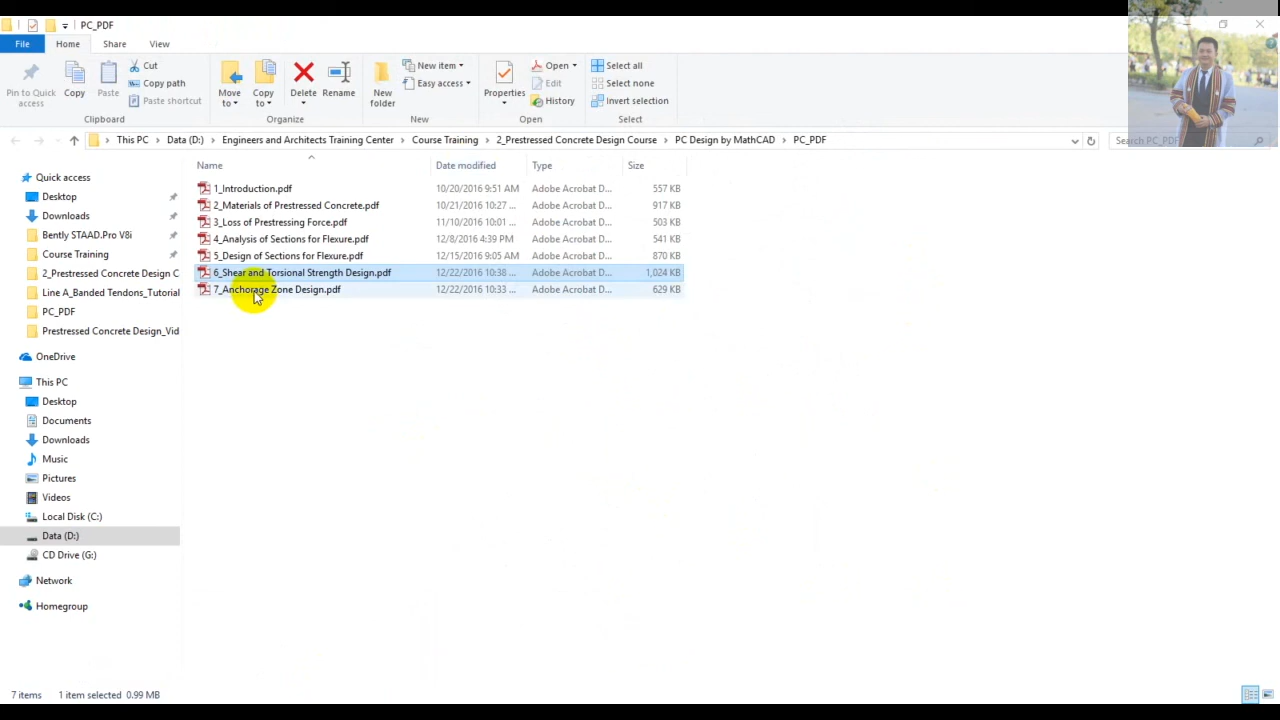 PC_PDF
File Home Share View
Pin to Quick access
Copy
Paste
Cut
Copy path
Paste shortcut
Clipboard
Move to
Copy to
Delete
Rename
Organize
New folder
New item
Easy access
New
Properties
Open
Edit
History
Open
Select all
Select none
Invert selection
Select
This PC Data (D:) Engineers and Architects Training Center Course Training 2_Prestressed Concrete Design Course PC Design by MathCAD PC_PDF
Search PC_PDF
Name Date modified Type Size
1_Introduction.pdf 10/20/2016 9:51 AM Adobe Acrobat D... 557 KB
2_Materials of Prestressed Concrete.pdf 10/21/2016 10:27 ... Adobe Acrobat D... 917 KB
3_Loss of Prestressing Force.pdf 11/10/2016 10:01 ... Adobe Acrobat D... 503 KB
4_Analysis of Sections for Flexure.pdf 12/8/2016 4:39 PM Adobe Acrobat D... 541 KB
5_Design of Sections for Flexure.pdf 12/15/2016 9:05 AM Adobe Acrobat D... 870 KB
6_Shear and Torsional Strength Design.pdf 12/22/2016 10:38 ... Adobe Acrobat D... 1,024 KB
7_Anchorage Zone Design.pdf 12/22/2016 10:33 ... Adobe Acrobat D... 629 KB
Quick access
Desktop
Downloads
Bently STAAD.Pro V8i
Course Training
2_Prestressed Concrete Design C
Line A_Banded Tendons_Tutorial
PC_PDF
Prestressed Concrete Design_Vid
OneDrive
This PC
Desktop
Documents
Downloads
Music
Pictures
Videos
Local Disk (C:)
Data (D:)
CD Drive (G:)
Network
Homegroup
7 items 1 item selected 0.99 MB